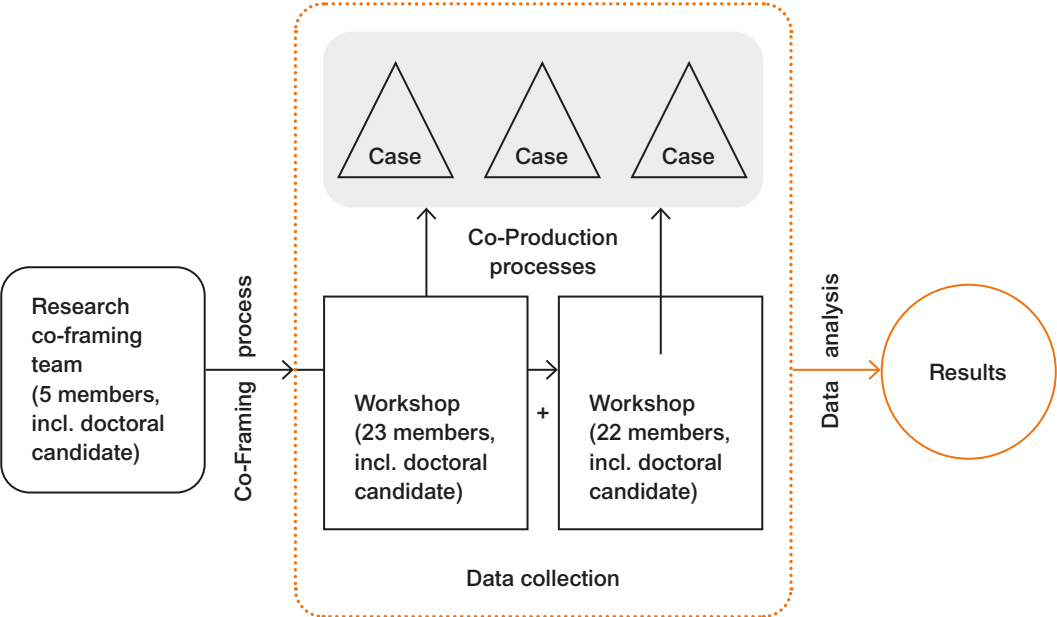 Case
Case
Case
Co-Production
processes
Research
co-framing
team
(5 members,
incl. doctoral
candidate)
Co-Framing process
Workshop
(23 members,
incl. doctoral
candidate)
+
Workshop
(22 members,
incl. doctoral
candidate)
Data analysis
Results
Data collection